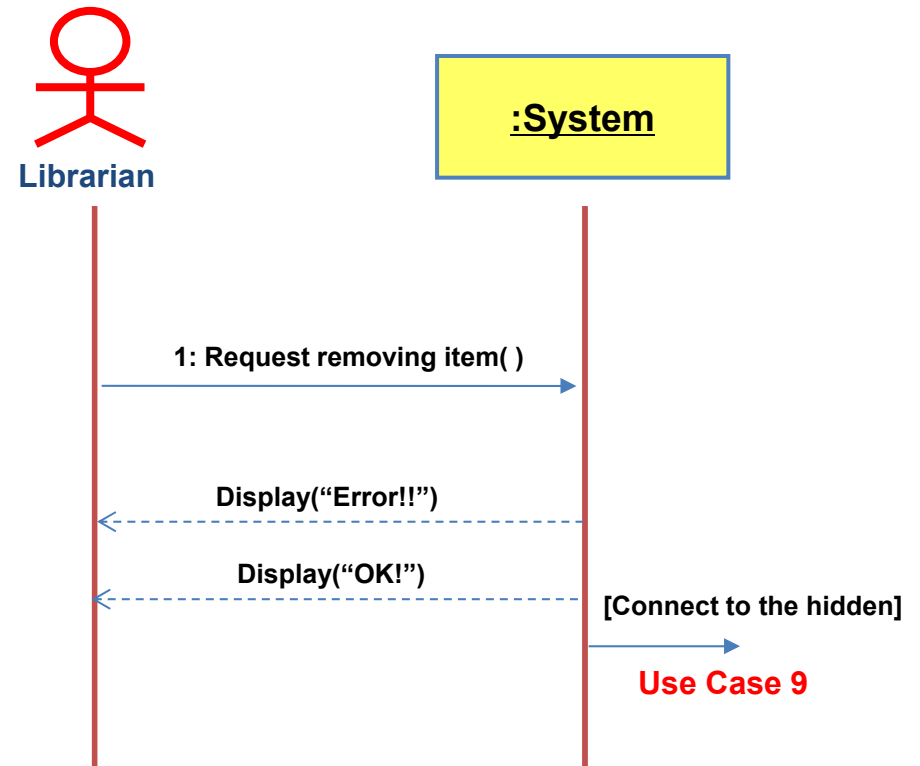 Librarian
:System
1: Request removing item( )
Display(“Error!!”)
Display(“OK!”)
[Connect to the hidden]
Use Case 9